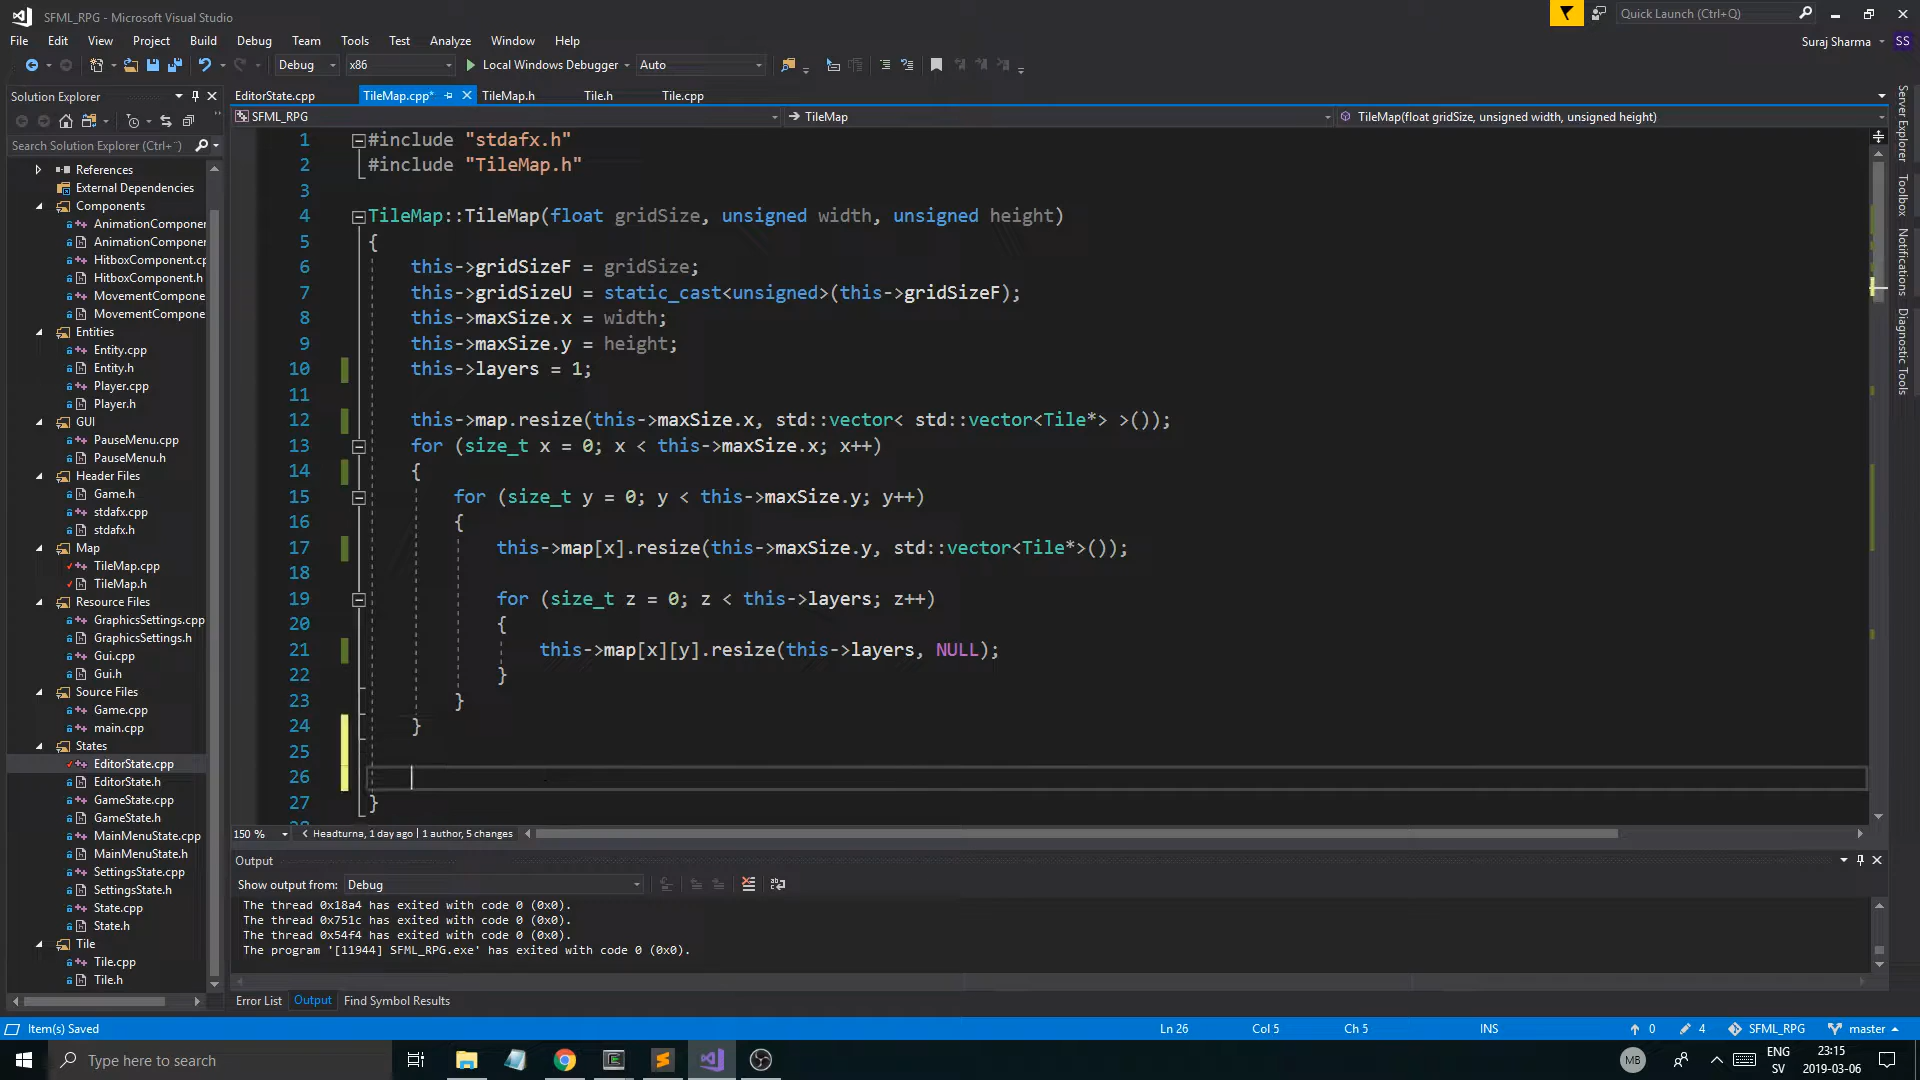 SFML_RPG - Microsoft Visual Studio
Quick Launch (Ctrl+Q)
File Edit View Project Build Debug Team Tools Test Analyze Window Help
Suraj Sharma SS
Debug x86 Local Windows Debugger Auto
Solution Explorer
Search Solution Explorer (Ctrl+
References
External Dependencies
Components
AnimationComponen
AnimationComponen
HitboxComponent.cp
HitboxComponent.h
MovementCompone
MovementCompone
Entities
Entity.cpp
Entity.h
Player.cpp
Player.h
GUI
PauseMenu.cpp
PauseMenu.h
Header Files
Game.h
stdafx.cpp
stdafx.h
Map
TileMap.cpp
TileMap.h
Resource Files
GraphicsSettings.cpp
GraphicsSettings.h
Gui.cpp
Gui.h
Source Files
Game.cpp
main.cpp
States
EditorState.cpp
EditorState.h
GameState.cpp
GameState.h
MainMenuState.cpp
MainMenuState.h
SettingsState.cpp
SettingsState.h
State.cpp
State.h
Tile
Tile.cpp
Tile.h
EditorState.cpp TileMap.cpp* TileMap.h Tile.h Tile.cpp
SFML_RPG TileMap TileMap(float gridSize, unsigned width, unsigned height)
1 #include "stdafx.h"
2 #include "TileMap.h"
3
4 TileMap::TileMap(float gridSize, unsigned width, unsigned height)
5 {
6 this->gridSizeF = gridSize;
7 this->gridSizeU = static_cast<unsigned>(this->gridSizeF);
8 this->maxSize.x = width;
9 this->maxSize.y = height;
10 this->layers = 1;
11
12 this->map.resize(this->maxSize.x, std::vector< std::vector<Tile*> >());
13 for (size_t x = 0; x < this->maxSize.x; x++)
14 {
15 for (size_t y = 0; y < this->maxSize.y; y++)
16 {
17 this->map[x].resize(this->maxSize.y, std::vector<Tile*>());
18
19 for (size_t z = 0; z < this->layers; z++)
20 {
21 this->map[x][y].resize(this->layers, NULL);
22 }
23 }
24 }
25
26
27 }
150 % Headturna, 1 day ago | 1 author, 5 changes
Output
Show output from: Debug
The thread 0x18a4 has exited with code 0 (0x0).
The thread 0x751c has exited with code 0 (0x0).
The thread 0x54f4 has exited with code 0 (0x0).
The program '[11944] SFML_RPG.exe' has exited with code 0 (0x0).
Error List Output Find Symbol Results
Server Explorer
Toolbox
Notifications
Diagnostic Tools
Item(s) Saved Ln 26 Col 5 Ch 5 INS 0 4 SFML_RPG master
Type here to search
MB
ENG
SV
23:15
2019-03-06